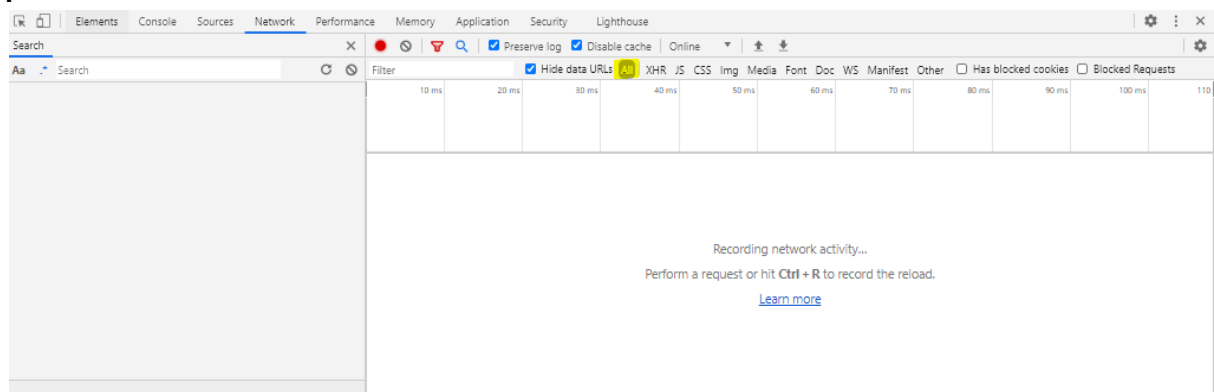 Elements Console Sources Network Performance Memory Application Security Lighthouse
Search
Preserve log Disable cache Online
Aa .* Search
Filter Hide data URLs All XHR JS CSS Img Media Font Doc WS Manifest Other Has blocked cookies Blocked Requests
10 ms 20 ms 30 ms 40 ms 50 ms 60 ms 70 ms 80 ms 90 ms 100 ms 110
Recording network activity...
Perform a request or hit Ctrl + R to record the reload.
Learn more